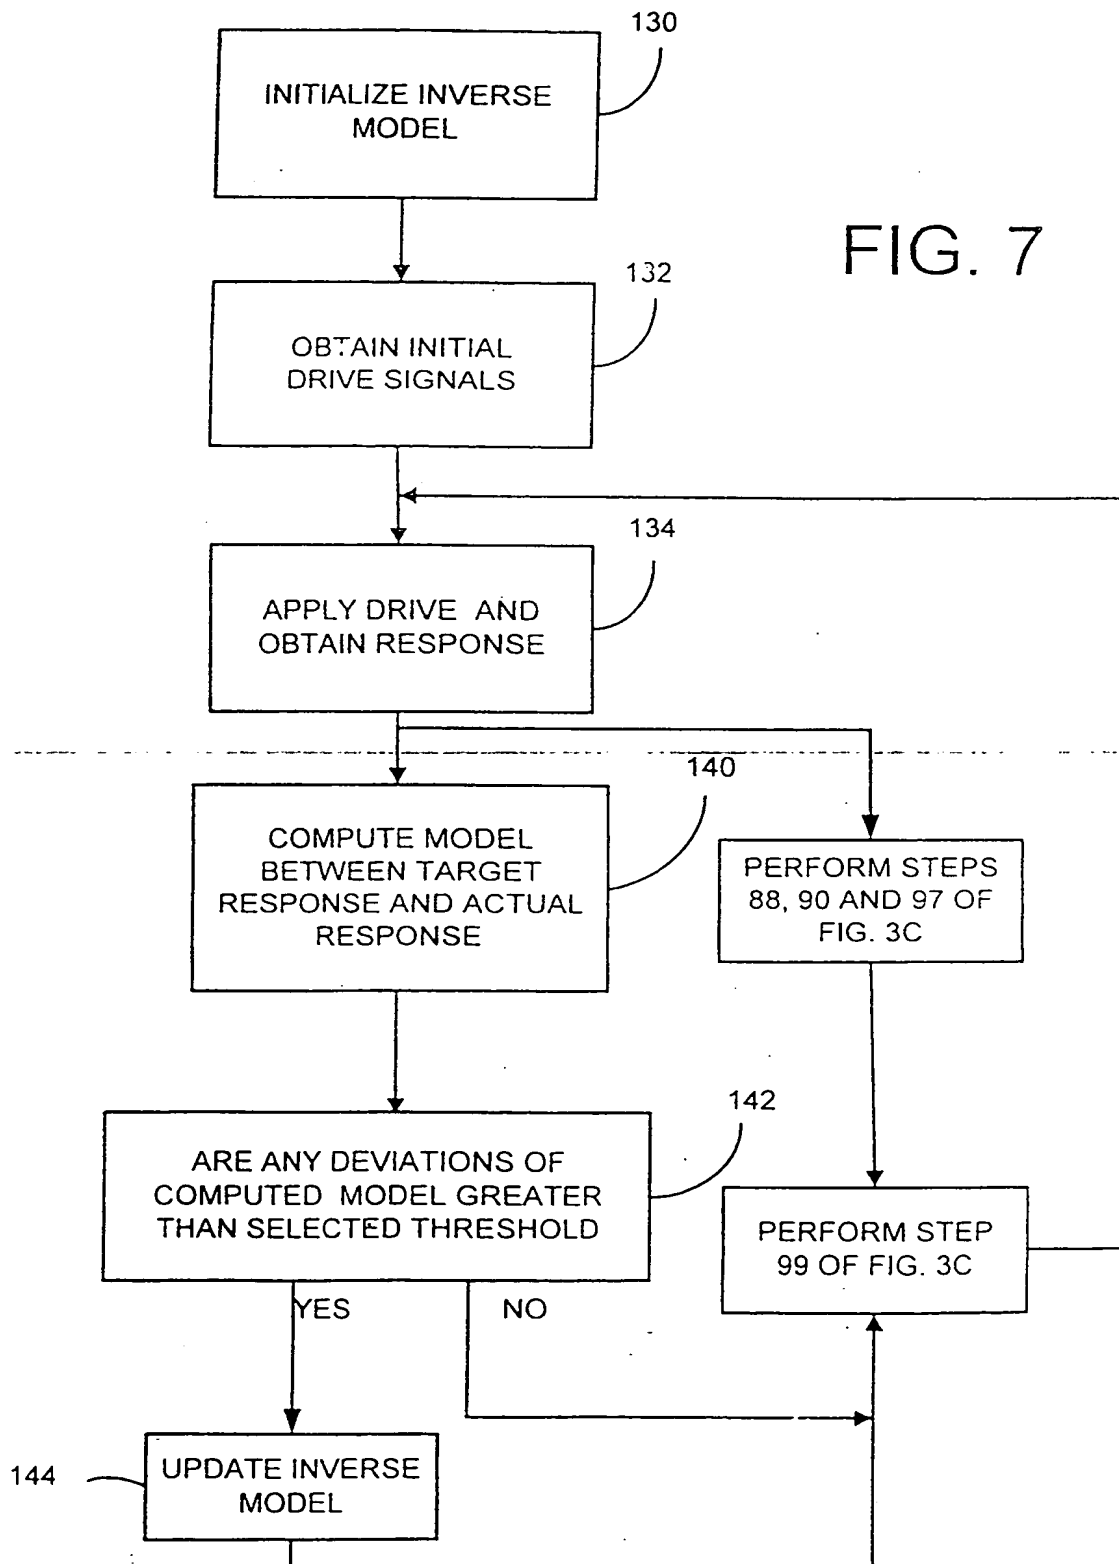 130
INITIALIZE INVERSE
MODEL
FIG. 7
132
OBTAIN INITIAL
DRIVE SIGNALS
134
APPLY DRIVE AND
OBTAIN RESPONSE
140
COMPUTE MODEL
BETWEEN TARGET
RESPONSE AND ACTUAL
RESPONSE
PERFORM STEPS
88, 90 AND 97 OF
FIG. 3C
142
ARE ANY DEVIATIONS OF
COMPUTED MODEL GREATER
THAN SELECTED THRESHOLD
PERFORM STEP
99 OF FIG. 3C
YES
NO
144
UPDATE INVERSE
MODEL